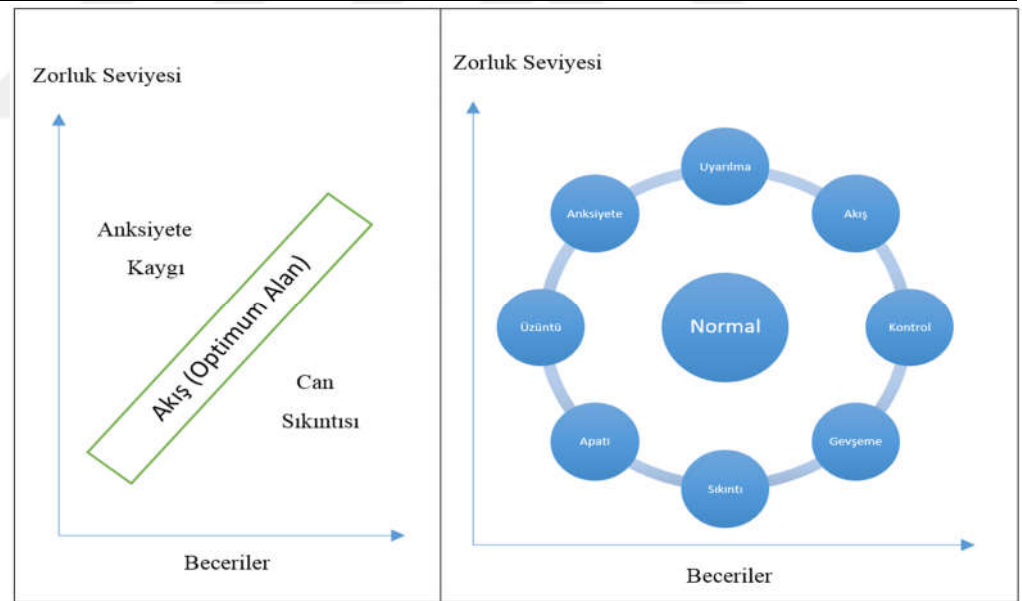 Zorluk Seviyesi
Anksiyete
Kaygı
Akış (Optimum Alan)
Can
Sıkıntısı
Beceriler
Zorluk Seviyesi
Uyarılma
Anksiyete
Akış
Üzüntü
Normal
Kontrol
Apati
Gevşeme
Sıkıntı
Beceriler